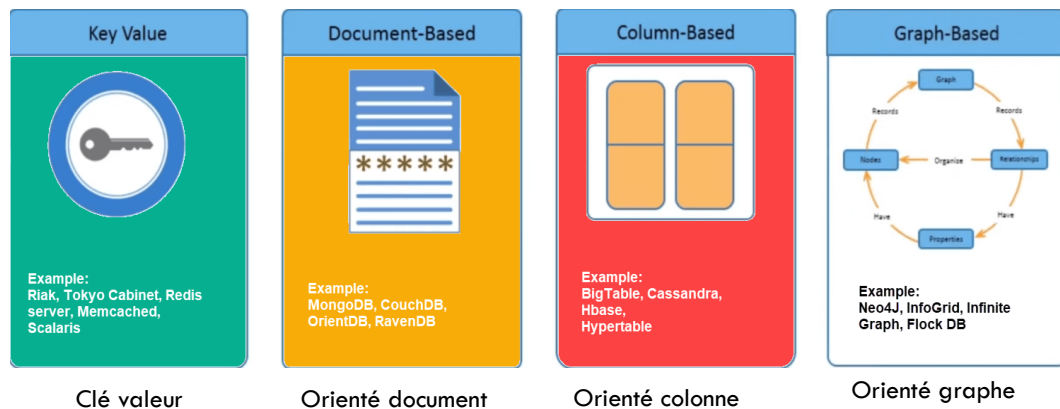 Key Value
Example:
Riak, Tokyo Cabinet, Redis
server, Memcached,
Scalaris
Clé valeur
Document-Based
*****
Example:
MongoDB, CouchDB,
OrientDB, RavenDB
Orienté document
Column-Based
Example:
BigTable, Cassandra,
Hbase,
Hypertable
Orienté colonne
Graph-Based
Graph
Records
Records
Nodes
Organize
Relationships
Have
Have
Properties
Example:
Neo4J, InfoGrid, Infinite
Graph, Flock DB
Orienté graphe